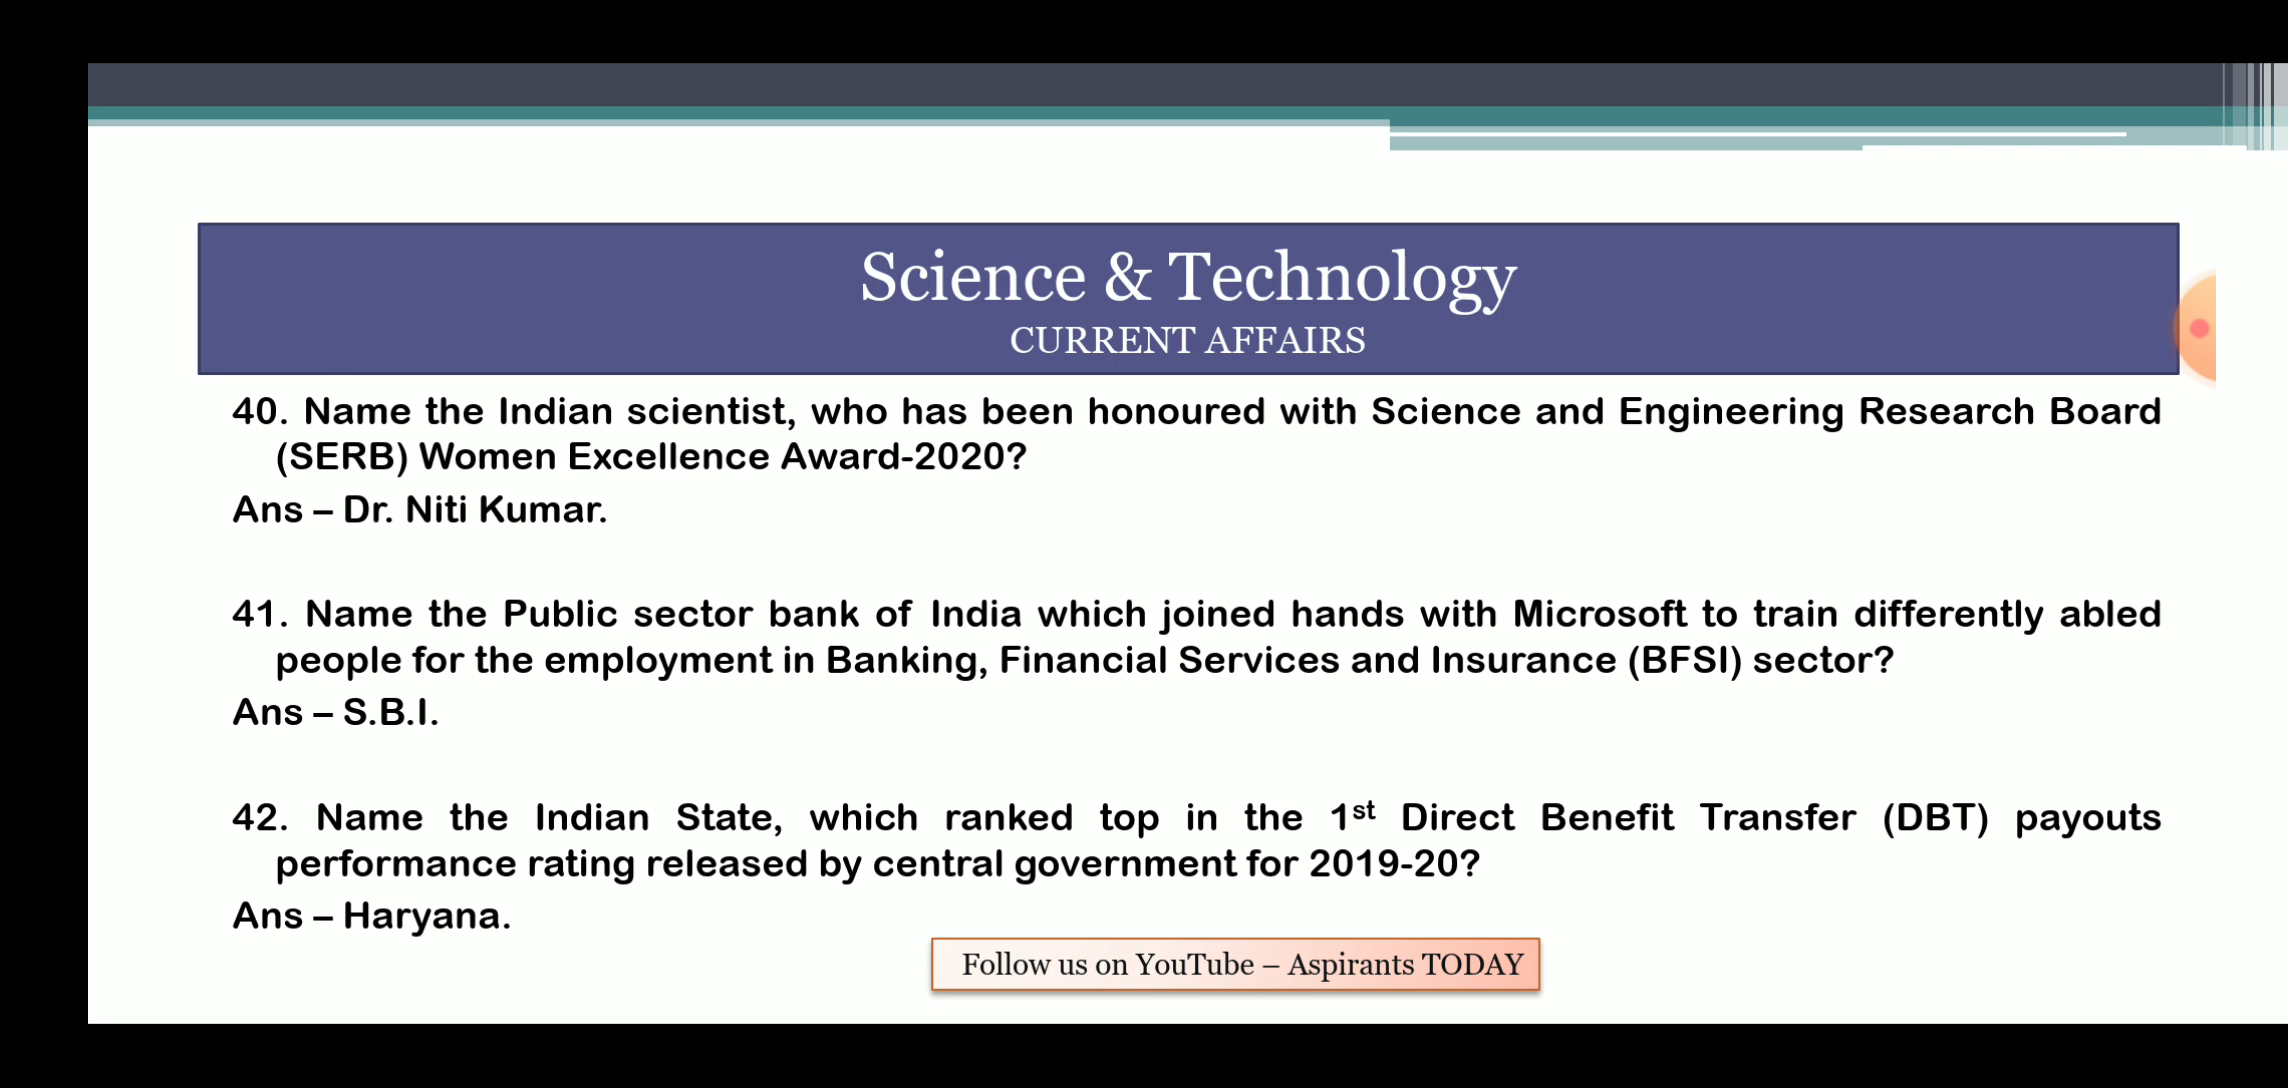 Science & Technology
CURRENT AFFAIRS
40. Name the Indian scientist, who has been honoured with Science and Engineering Research Board
(SERB) Women Excellence Award-2020?
Ans – Dr. Niti Kumar.
41. Name the Public sector bank of India which joined hands with Microsoft to train differently abled
people for the employment in Banking, Financial Services and Insurance (BFSI) sector?
Ans – S.B.I.
42. Name the Indian State, which ranked top in the 1st Direct Benefit Transfer (DBT) payouts
performance rating released by central government for 2019-20?
Ans – Haryana.
Follow us on YouTube – Aspirants TODAY